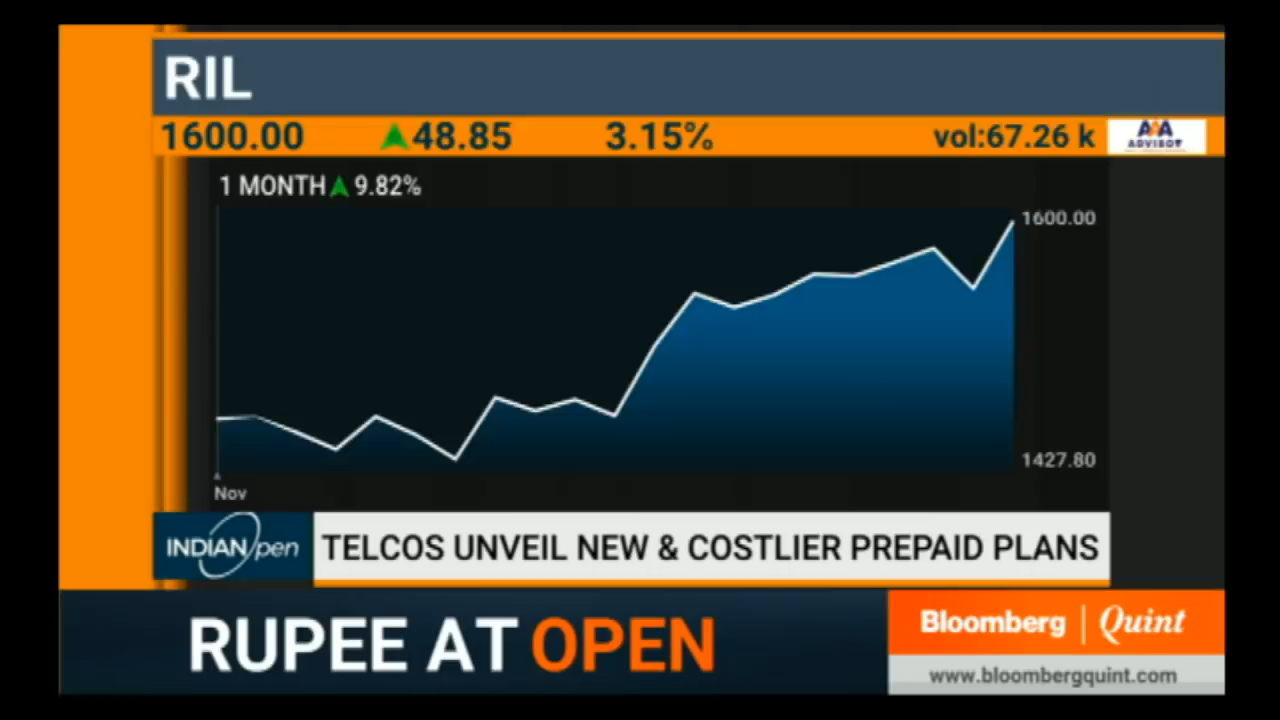 RIL
1600.00 ▲48.85 3.15% vol:67.26 k
ADVISOR
1 MONTH▲9.82%
1600.00
1427.80
Nov
INDIAN Open
TELCOS UNVEIL NEW & COSTLIER PREPAID PLANS
RUPEE AT OPEN
Bloomberg | Quint
www.bloombergquint.com